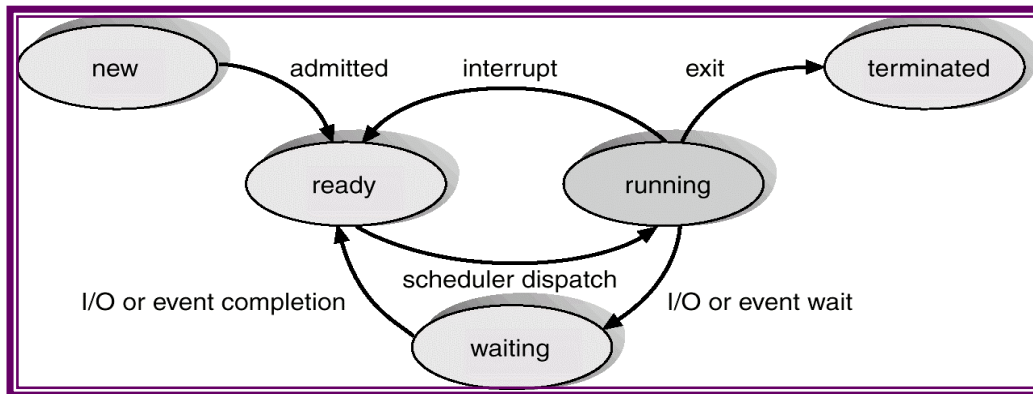 new
admitted
interrupt
exit
terminated
ready
running
scheduler dispatch
I/O or event completion
I/O or event wait
waiting